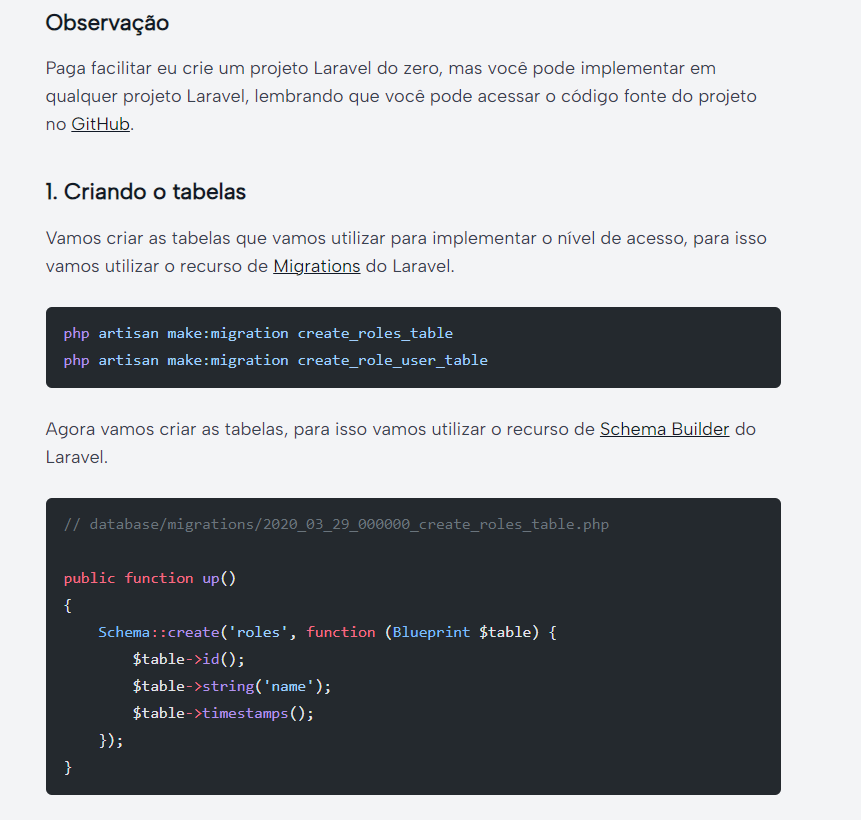 Observação
Paga facilitar eu crie um projeto Laravel do zero, mas você pode implementar em
qualquer projeto Laravel, lembrando que você pode acessar o código fonte do projeto
no GitHub.
1. Criando o tabelas
Vamos criar as tabelas que vamos utilizar para implementar o nível de acesso, para isso
vamos utilizar o recurso de Migrations do Laravel.
php artisan make:migration create_roles_table
php artisan make:migration create_role_user_table
Agora vamos criar as tabelas, para isso vamos utilizar o recurso de Schema Builder do
Laravel.
// database/migrations/2020_03_29_000000_create_roles_table.php
public function up()
{
    Schema::create('roles', function (Blueprint $table) {
        $table->id();
        $table->string('name');
        $table->timestamps();
    });
}